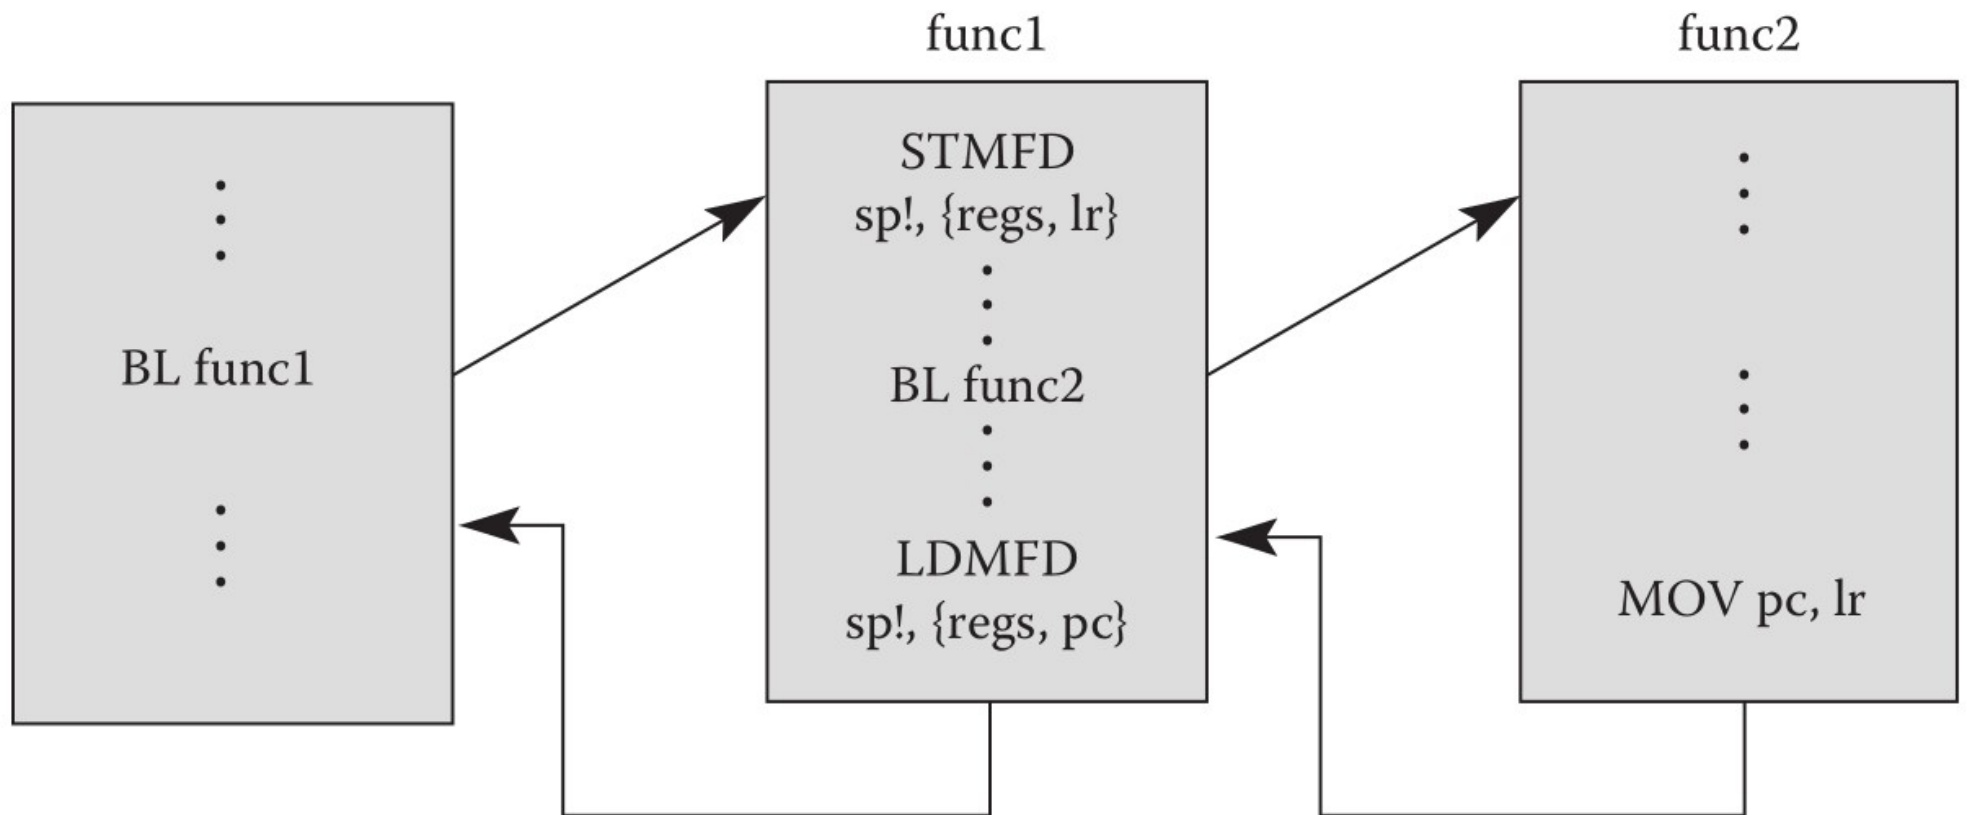 BL func1
func1
STMFD
sp!, {regs, lr}
BL func2
LDMFD
sp!, {regs, pc}
func2
MOV pc, lr